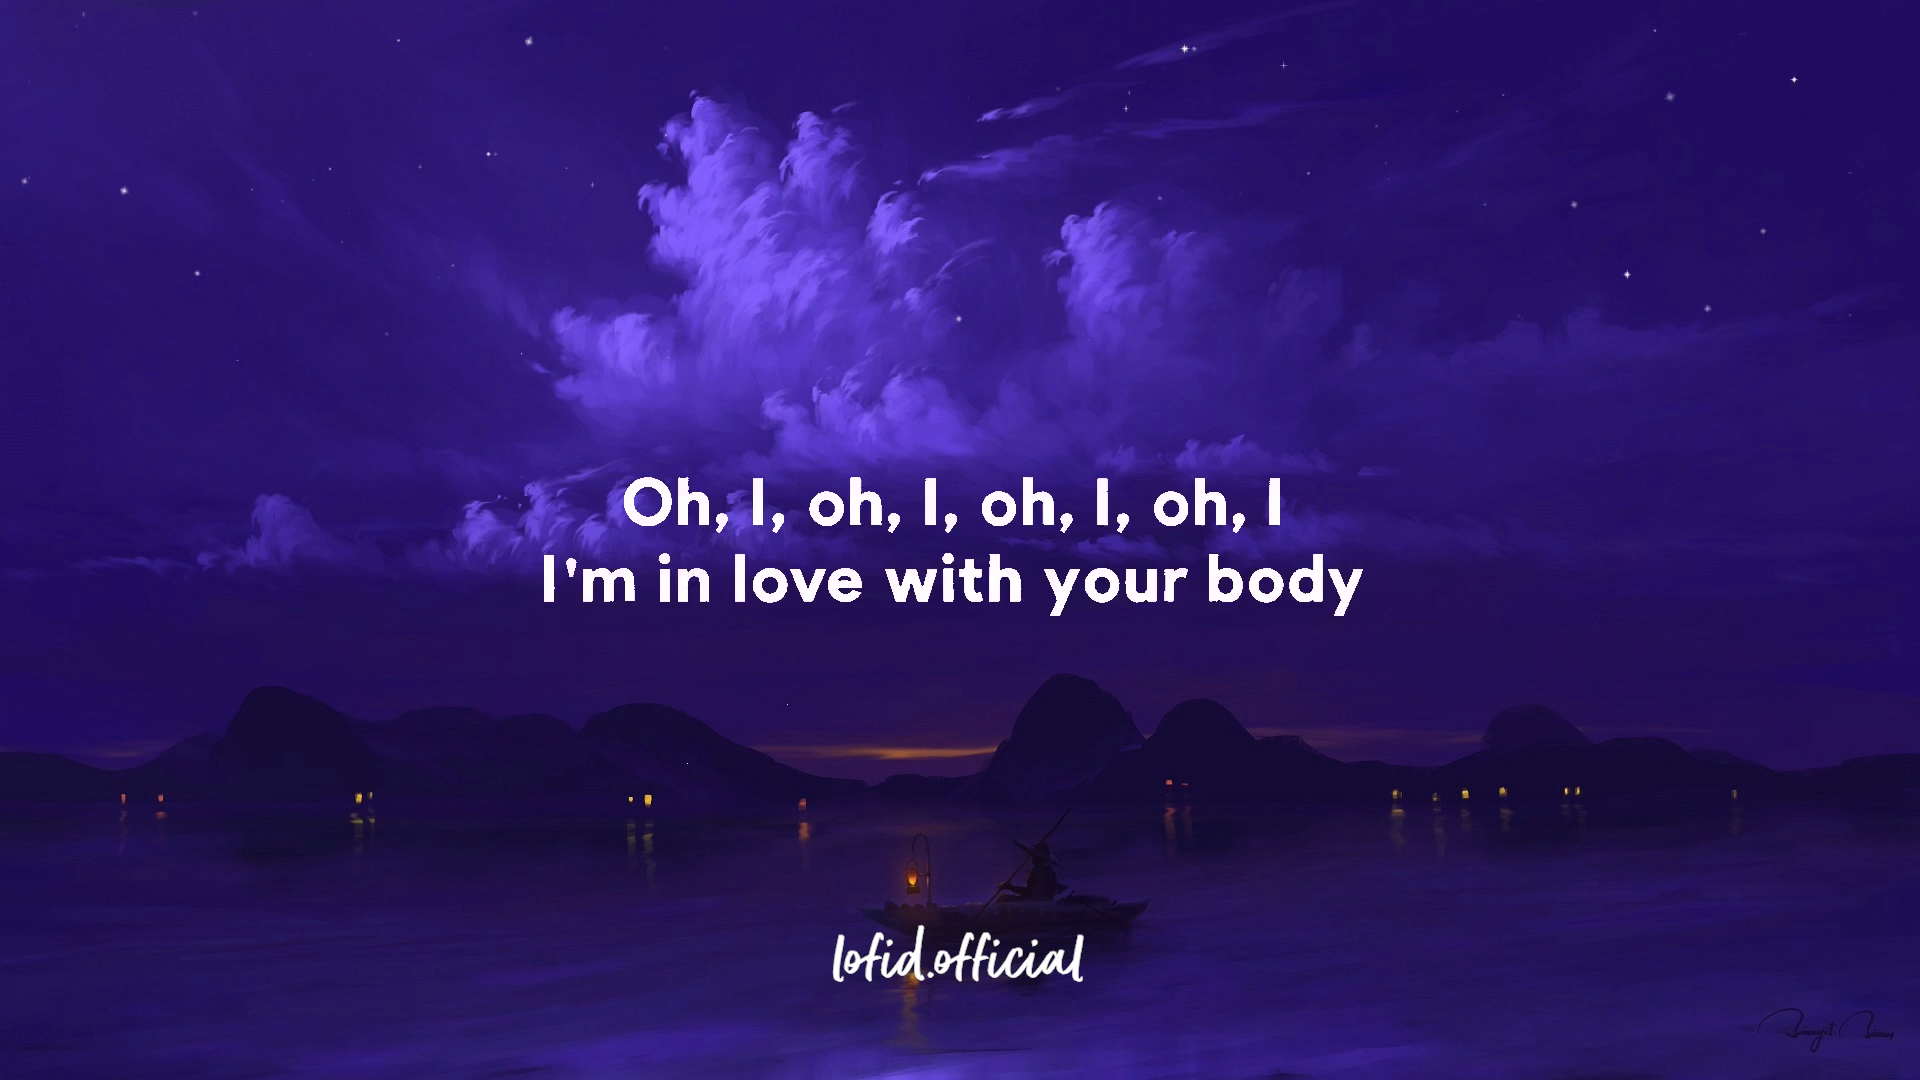 Oh, I, oh, I, oh, I, oh, I
I'm in love with your body
lofid.official